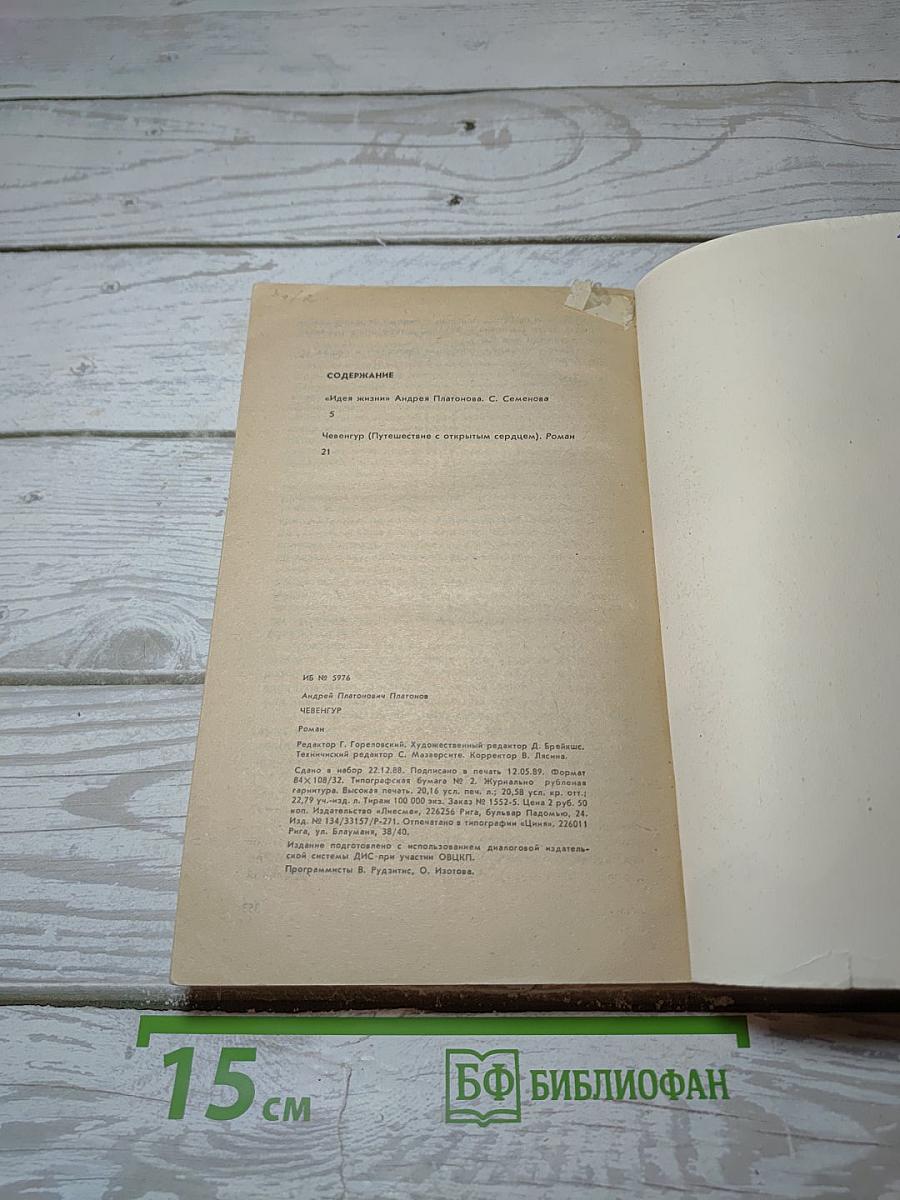 СОДЕРЖАНИЕ
«Идея жизни» Андрея Платонова. С. Семенова
5
Чевенгур (Путешествие с открытым сердцем). Роман
21
ИБ № 5976
Андрей Платонович Платонов
ЧЕВЕНГУР
Роман
Редактор Г. Гореловский. Художественный редактор Д. Брейкшс.
Техничиский редактор С. Мазверсите. Корректор В. Лясина.
Сдано в набор 22.12.88. Подписано в печать 12.05.89. Формат
84×108/32. Типографская бумага № 2. Журнально рубленая
гарнитура. Высокая печать. 20,16 усл. печ. л.; 20,58 усл. кр. отт.;
22,79 уч.-изд. л. Тираж 100 000 экз. Заказ № 1552-5. Цена 2 руб. 50
коп. Издательство «Лиесма», 226256 Рига, бульвар Падомью, 24.
Изд. № 134/33157/Р-271. Отпечатано в типографии «Циня», 226011
Рига, ул. Блауманя, 38/40.
Издание подготовлено с использованием диалоговой издатель-
ской системы ДИС при участии ОВЦКП.
Программисты В. Рудзитис, О. Изотова.
15 см
БФ БИБЛИОФАН